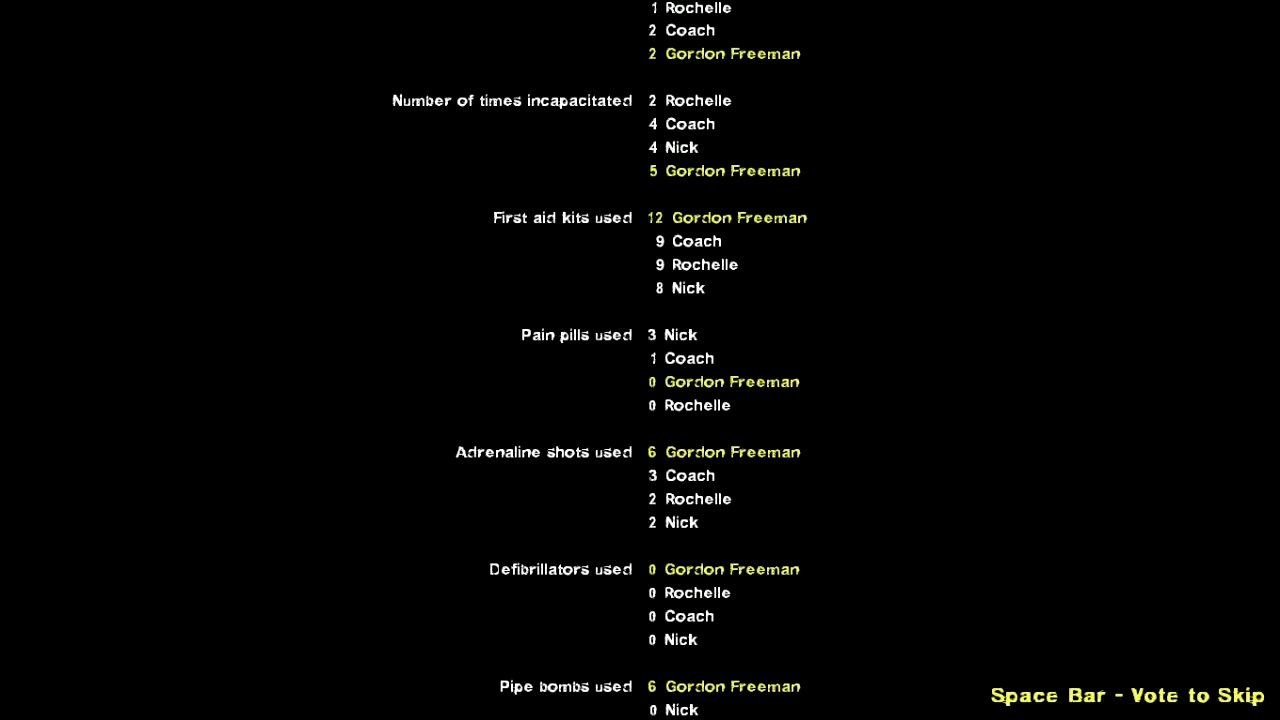 1 Rochelle
2 Coach
2 Gordon Freeman
Number of times incapacitated 2 Rochelle
4 Coach
4 Nick
5 Gordon Freeman
First aid kits used 12 Gordon Freeman
9 Coach
9 Rochelle
8 Nick
Pain pills used 3 Nick
1 Coach
0 Gordon Freeman
0 Rochelle
Adrenaline shots used 6 Gordon Freeman
3 Coach
2 Rochelle
2 Nick
Defibrillators used 0 Gordon Freeman
0 Rochelle
0 Coach
0 Nick
Pipe bombs used 6 Gordon Freeman
0 Nick
Space Bar - Vote to Skip